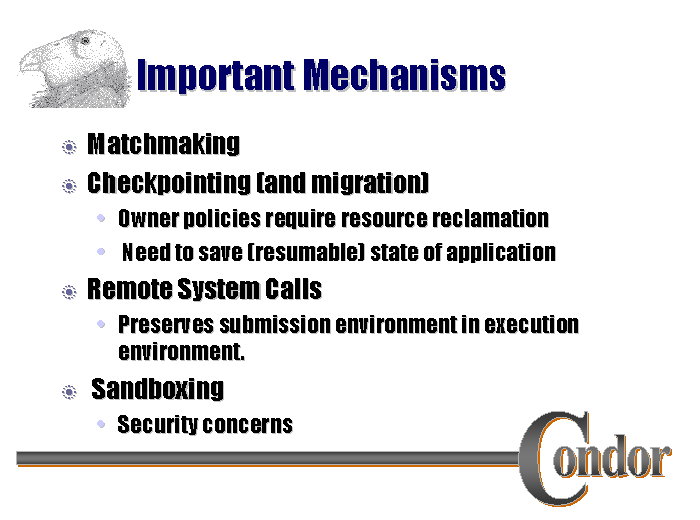 Important Mechanisms
Matchmaking
Checkpointing (and migration)
Owner policies require resource reclamation
Need to save (resumable) state of application
Remote System Calls
Preserves submission environment in execution
environment.
Sandboxing
Security concerns
Condor